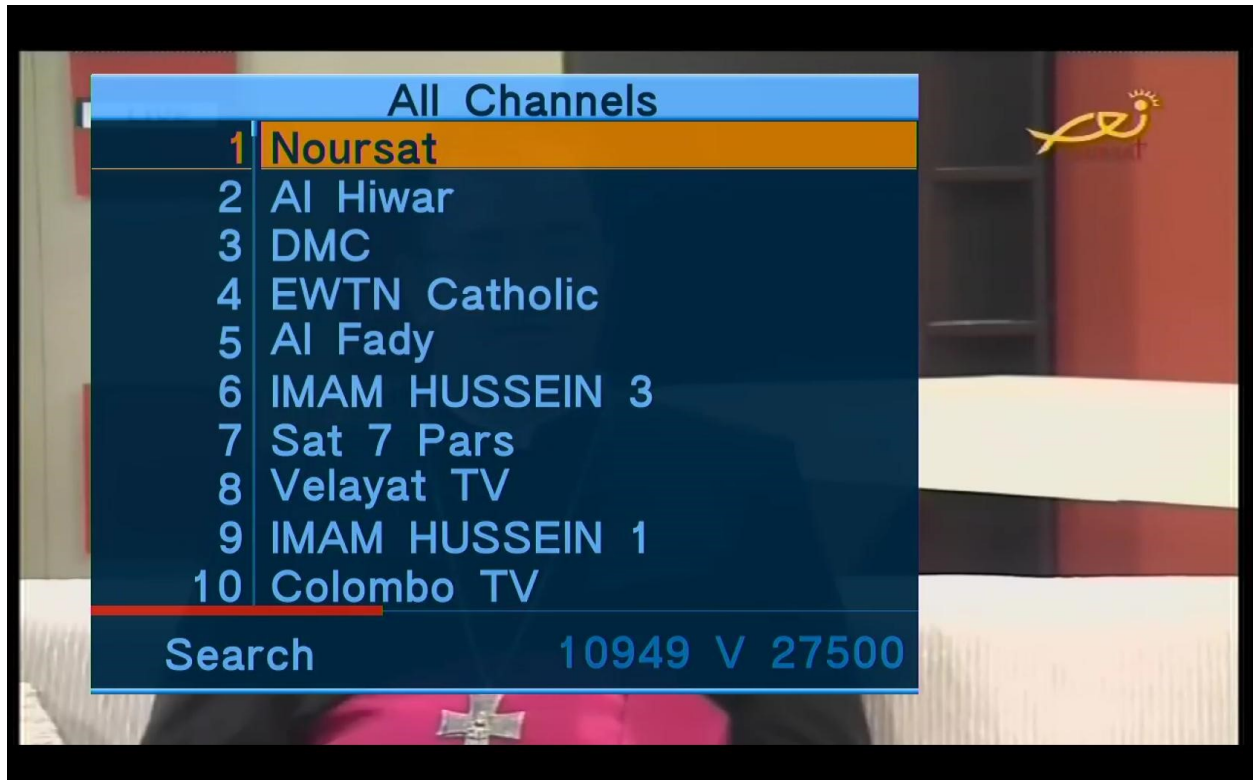 All Channels
1 Noursat
2 Al Hiwar
3 DMC
4 EWTN Catholic
5 Al Fady
6 IMAM HUSSEIN 3
7 Sat 7 Pars
8 Velayat TV
9 IMAM HUSSEIN 1
10 Colombo TV
Search 10949 V 27500